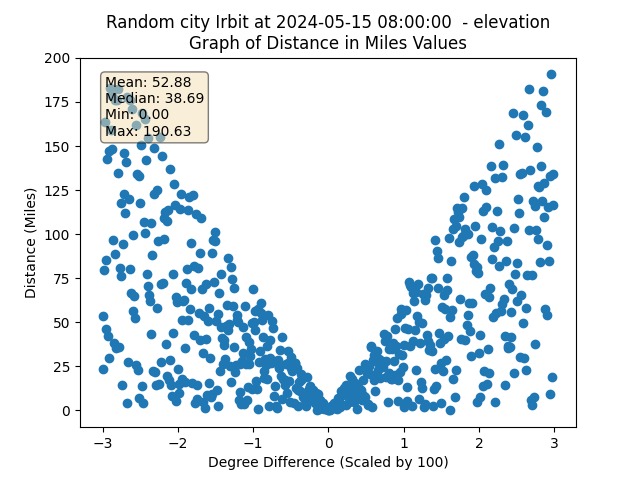 Random city Irbit at 2024-05-15 08:00:00 - elevation
Graph of Distance in Miles Values
Mean: 52.88
Median: 38.69
Min: 0.00
Max: 190.63
200
175
150
125
100
75
50
25
0
Distance (Miles)
−3 −2 −1 0 1 2 3
Degree Difference (Scaled by 100)